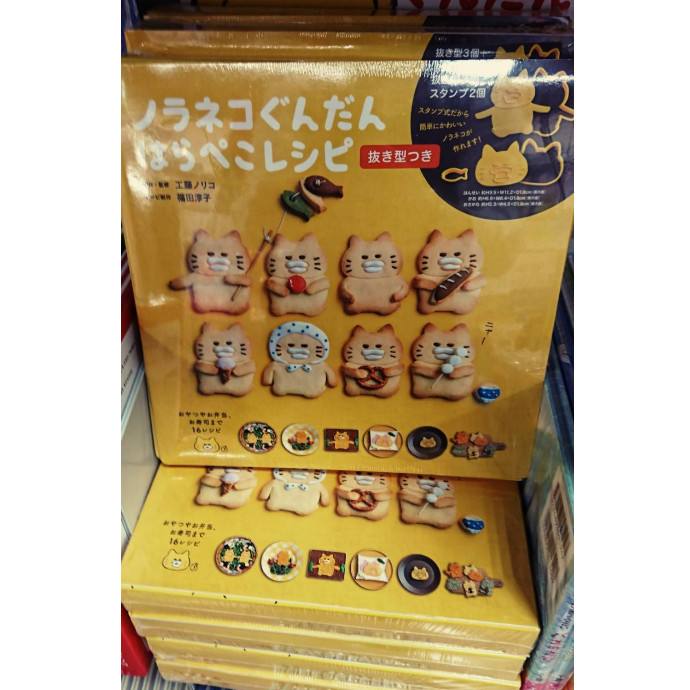 抜き型3個+
スタンプ2個
スタンプ式だから
簡単にかわいい
ノラネコが
作れます!
ノラネコぐんだん
はらぺこレシピ
抜き型つき
工藤ノリコ
福田淳子
ニャー
おやつやお弁当、
お寿司まで
16レシピ
おやつやお弁当、
お寿司まで
16レシピ